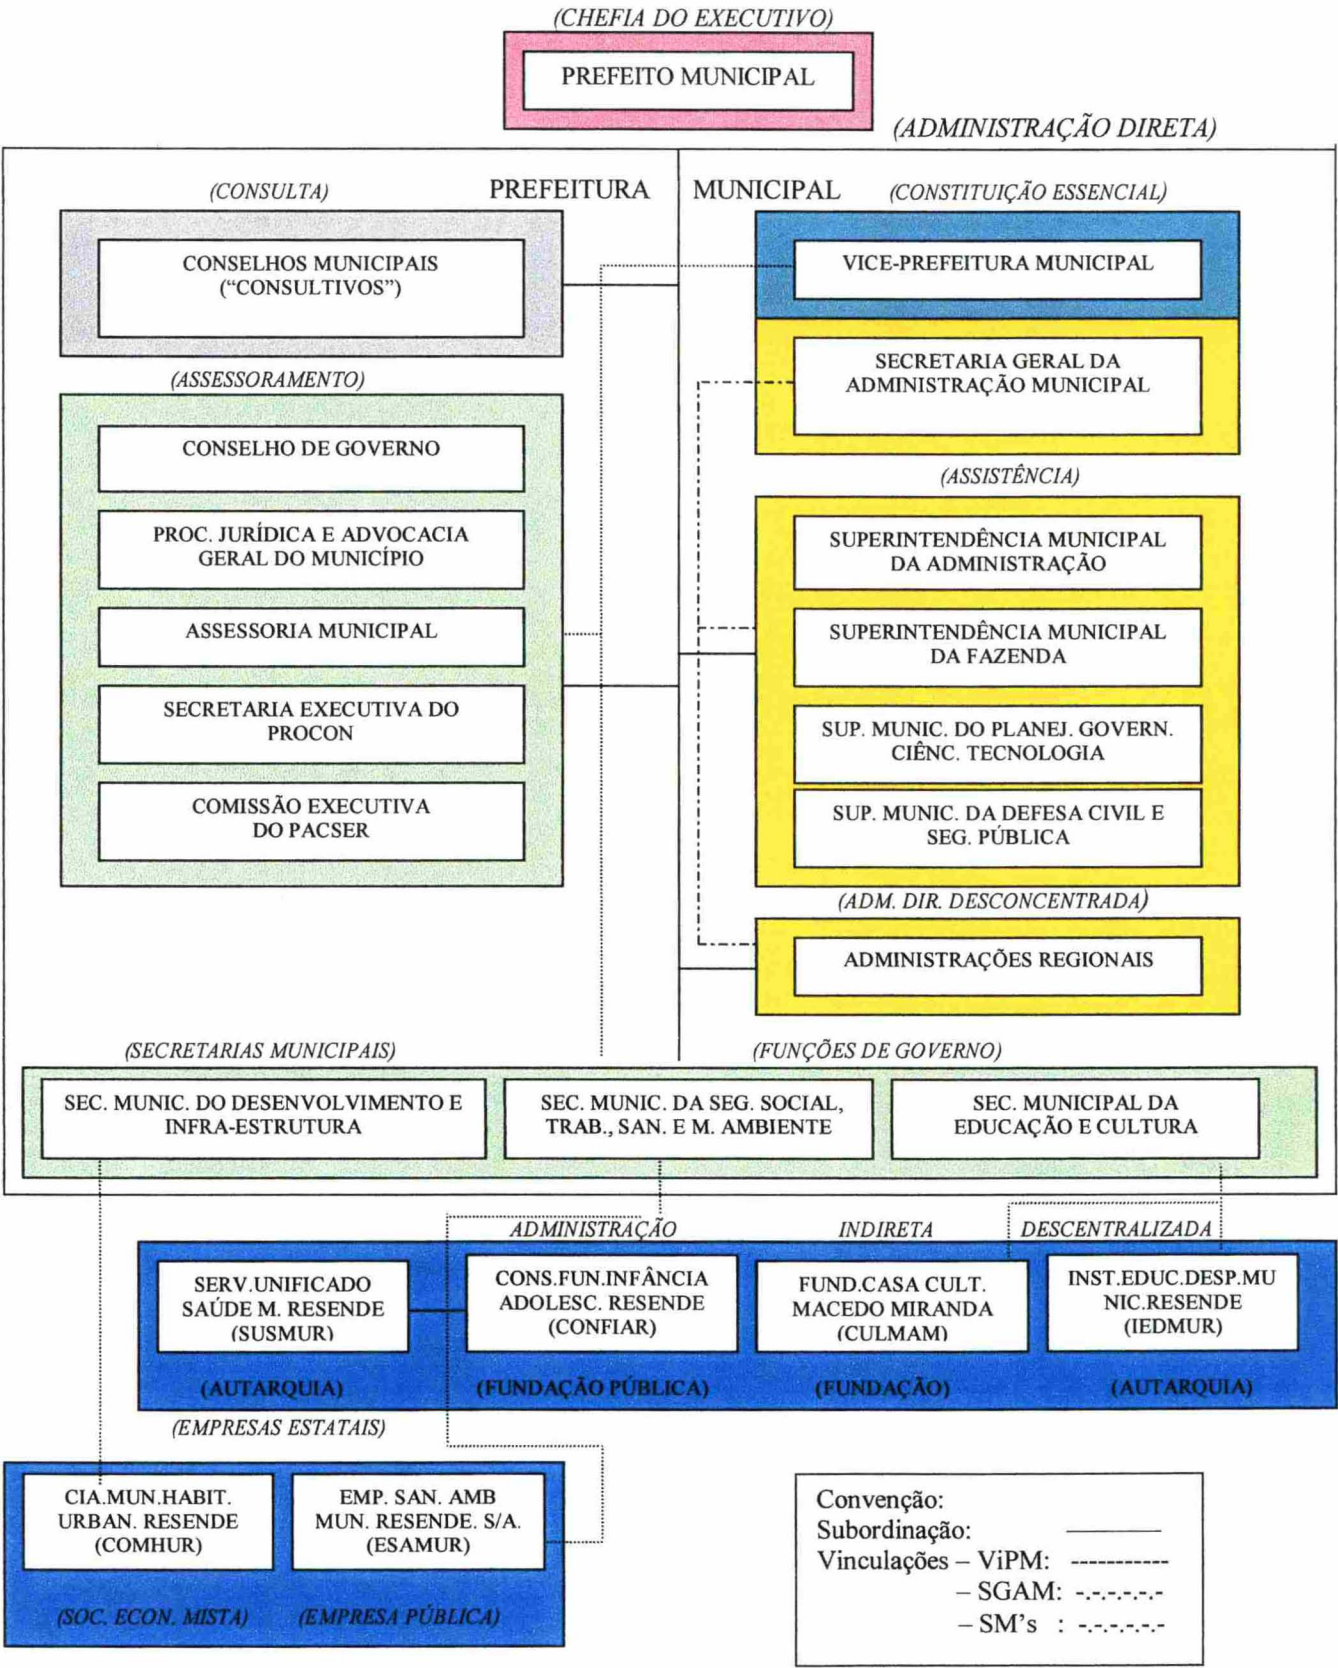 (CHEFIA DO EXECUTIVO)
PREFEITO MUNICIPAL
(ADMINISTRAÇÃO DIRETA)
PREFEITURA MUNICIPAL
(CONSULTA)
CONSELHOS MUNICIPAIS
(“CONSULTIVOS”)
(ASSESSORAMENTO)
CONSELHO DE GOVERNO
PROC. JURÍDICA E ADVOCACIA
GERAL DO MUNICÍPIO
ASSESSORIA MUNICIPAL
SECRETARIA EXECUTIVA DO
PROCON
COMISSÃO EXECUTIVA
DO PACSER
(CONSTITUIÇÃO ESSENCIAL)
VICE-PREFEITURA MUNICIPAL
SECRETARIA GERAL DA
ADMINISTRAÇÃO MUNICIPAL
(ASSISTÊNCIA)
SUPERINTENDÊNCIA MUNICIPAL
DA ADMINISTRAÇÃO
SUPERINTENDÊNCIA MUNICIPAL
DA FAZENDA
SUP. MUNIC. DO PLANEJ. GOVERN.
CIÊNC. TECNOLOGIA
SUP. MUNIC. DA DEFESA CIVIL E
SEG. PÚBLICA
(ADM. DIR. DESCONCENTRADA)
ADMINISTRAÇÕES REGIONAIS
(SECRETARIAS MUNICIPAIS)
(FUNÇÕES DE GOVERNO)
SEC. MUNIC. DO DESENVOLVIMENTO E
INFRA-ESTRUTURA
SEC. MUNIC. DA SEG. SOCIAL,
TRAB., SAN. E M. AMBIENTE
SEC. MUNICIPAL DA
EDUCAÇÃO E CULTURA
ADMINISTRAÇÃO INDIRETA DESCENTRALIZADA
SERV.UNIFICADO
SAÚDE M. RESENDE
(SUSMUR)
(AUTARQUIA)
CONS.FUN.INFÂNCIA
ADOLESC. RESENDE
(CONFIAR)
(FUNDAÇÃO PÚBLICA)
FUND.CASA CULT.
MACEDO MIRANDA
(CULMAM)
(FUNDAÇÃO)
INST.EDUC.DESP.MU
NIC.RESENDE
(IEDMUR)
(AUTARQUIA)
(EMPRESAS ESTATAIS)
CIA.MUN.HABIT.
URBAN. RESENDE
(COMHUR)
(SOC. ECON. MISTA)
EMP. SAN. AMB
MUN. RESENDE. S/A.
(ESAMUR)
(EMPRESA PÚBLICA)
Convenção:
Subordinação:
Vinculações – ViPM: -----------
– SGAM: -.-.-.-.-.-
– SM’s : -.-.-.-.-.-